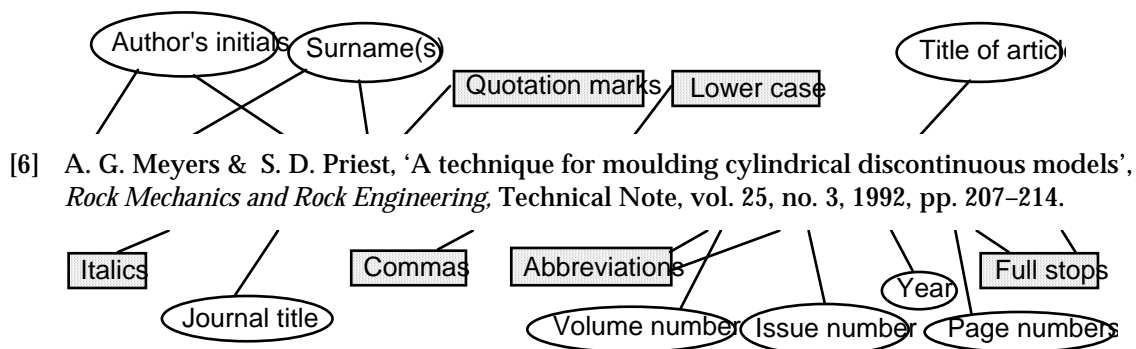 Author's initials Surname(s) Title of articl
Quotation marks Lower case
[6] A. G. Meyers & S. D. Priest, ‘A technique for moulding cylindrical discontinuous models’,
Rock Mechanics and Rock Engineering, Technical Note, vol. 25, no. 3, 1992, pp. 207–214.
Italics Commas Abbreviations Full stops
Year
Journal title Volume number Issue number Page numbers